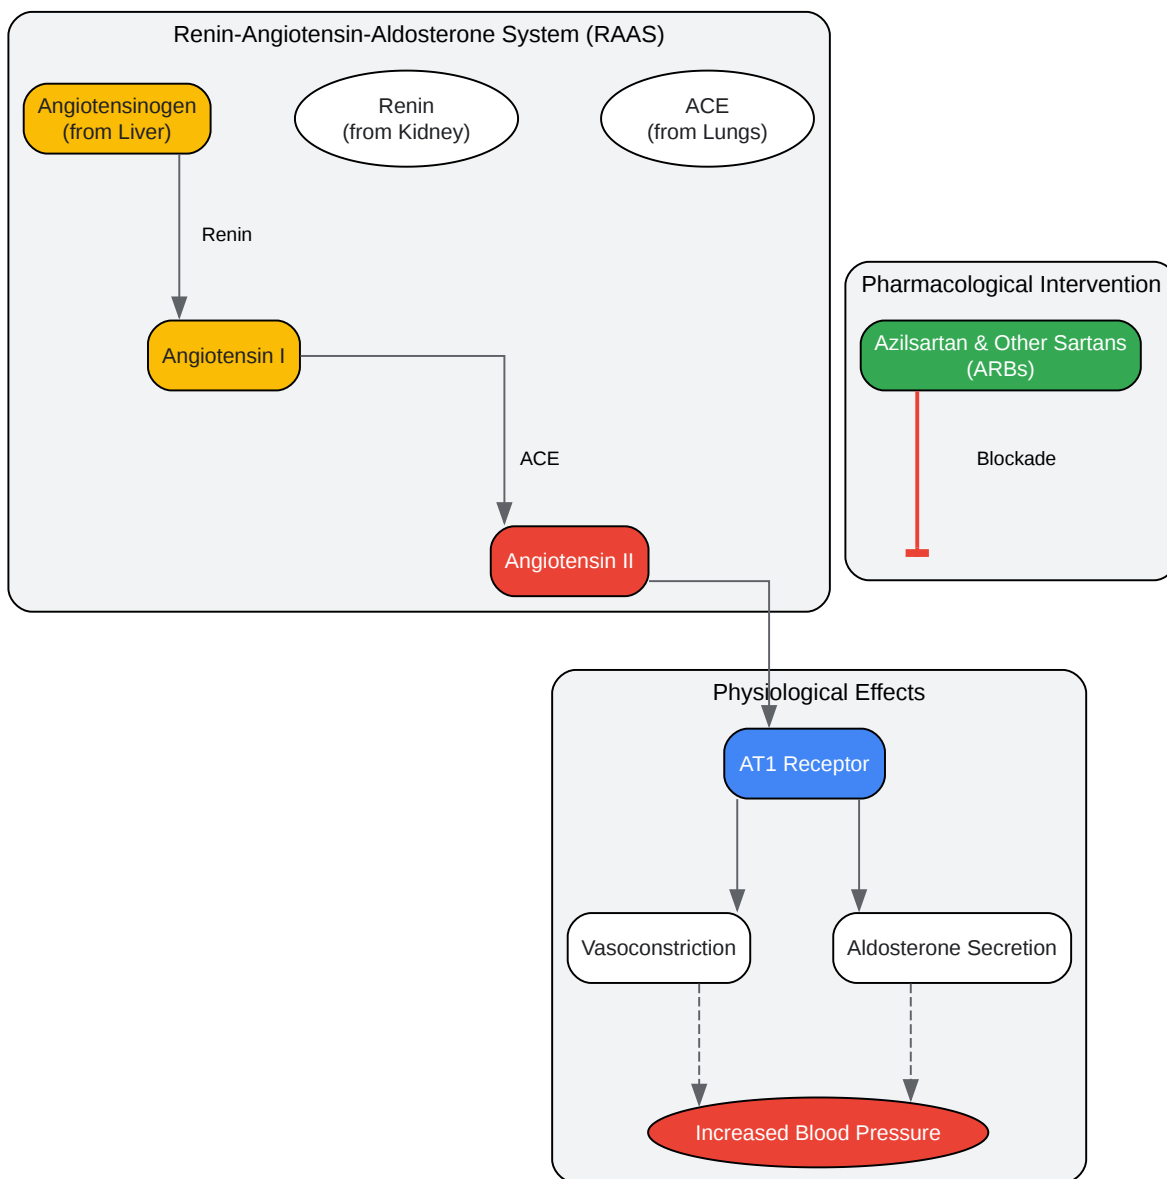 Renin-Angiotensin-Aldosterone System (RAAS)
Angiotensinogen
(from Liver)
Renin
(from Kidney)
ACE
(from Lungs)
Renin
Angiotensin I
ACE
Angiotensin II
Pharmacological Intervention
Azilsartan & Other Sartans
(ARBs)
Blockade
Physiological Effects
AT1 Receptor
Vasoconstriction
Aldosterone Secretion
Increased Blood Pressure